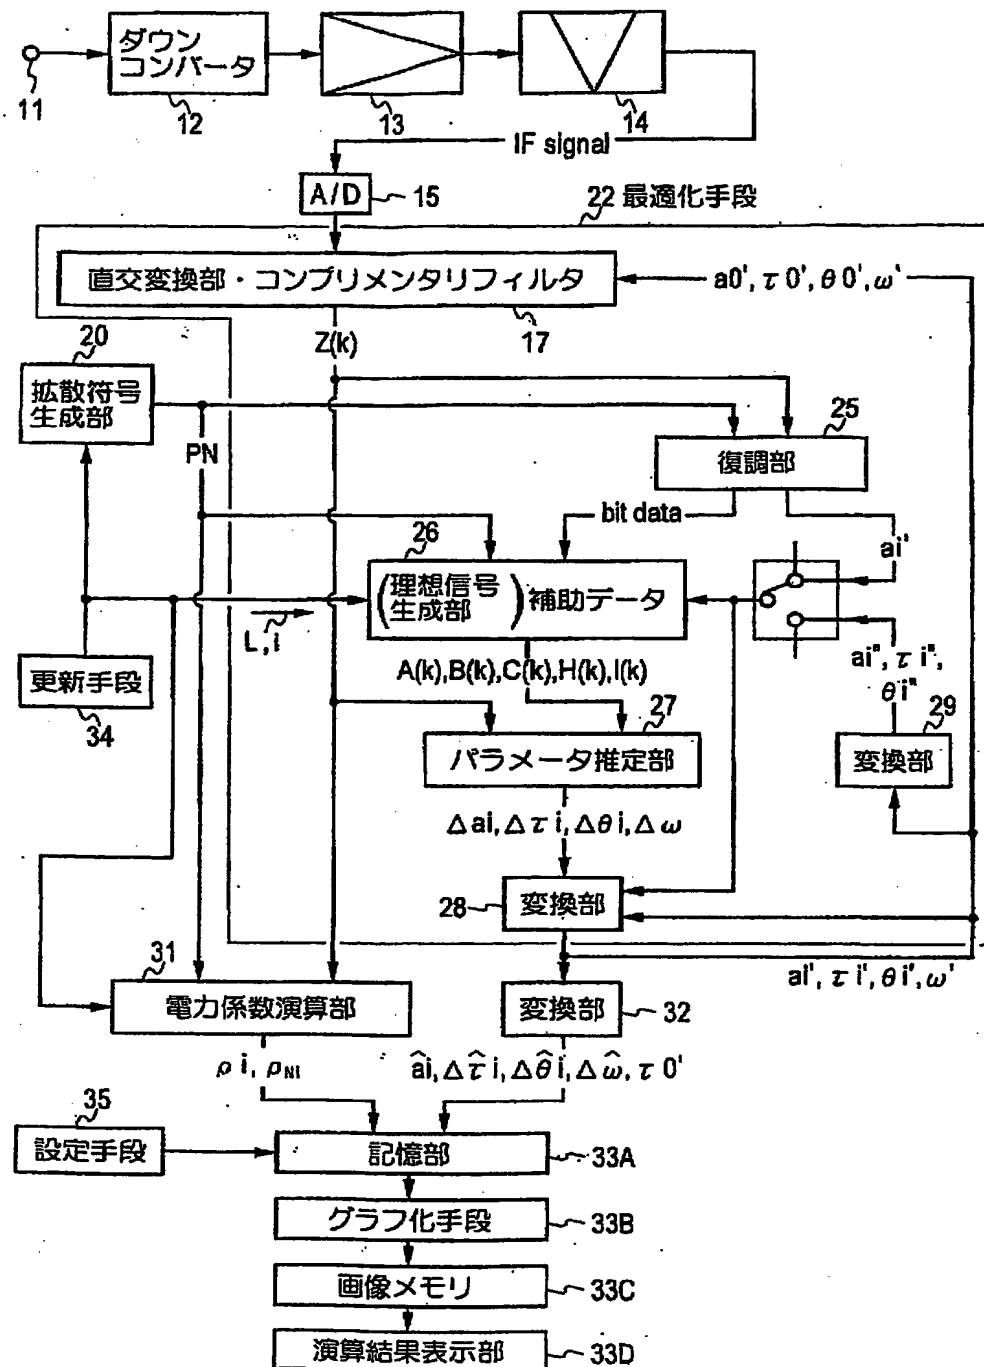 ダウン
コンバータ
11
12
13
14
IF signal
A/D
15
22 最適化手段
直交変換部・コンプリメンタリフィルタ
a0', τ0', θ0', ω'
17
Z(k)
20
拡散符号
生成部
PN
25
復調部
bit data
ai'
26
(理想信号
生成部)補助データ
L, i
ai", τi",
θi"
A(k),B(k),C(k),H(k),I(k)
更新手段
34
27
パラメータ推定部
29
変換部
Δai, Δτi, Δθi, Δω
28
変換部
ai', τi', θi', ω'
31
電力係数演算部
変換部
32
ρi, ρNi
âi, Δτ̂i, Δθ̂i, Δω̂, τ0'
35
設定手段
記憶部
33A
グラフ化手段
33B
画像メモリ
33C
演算結果表示部
33D